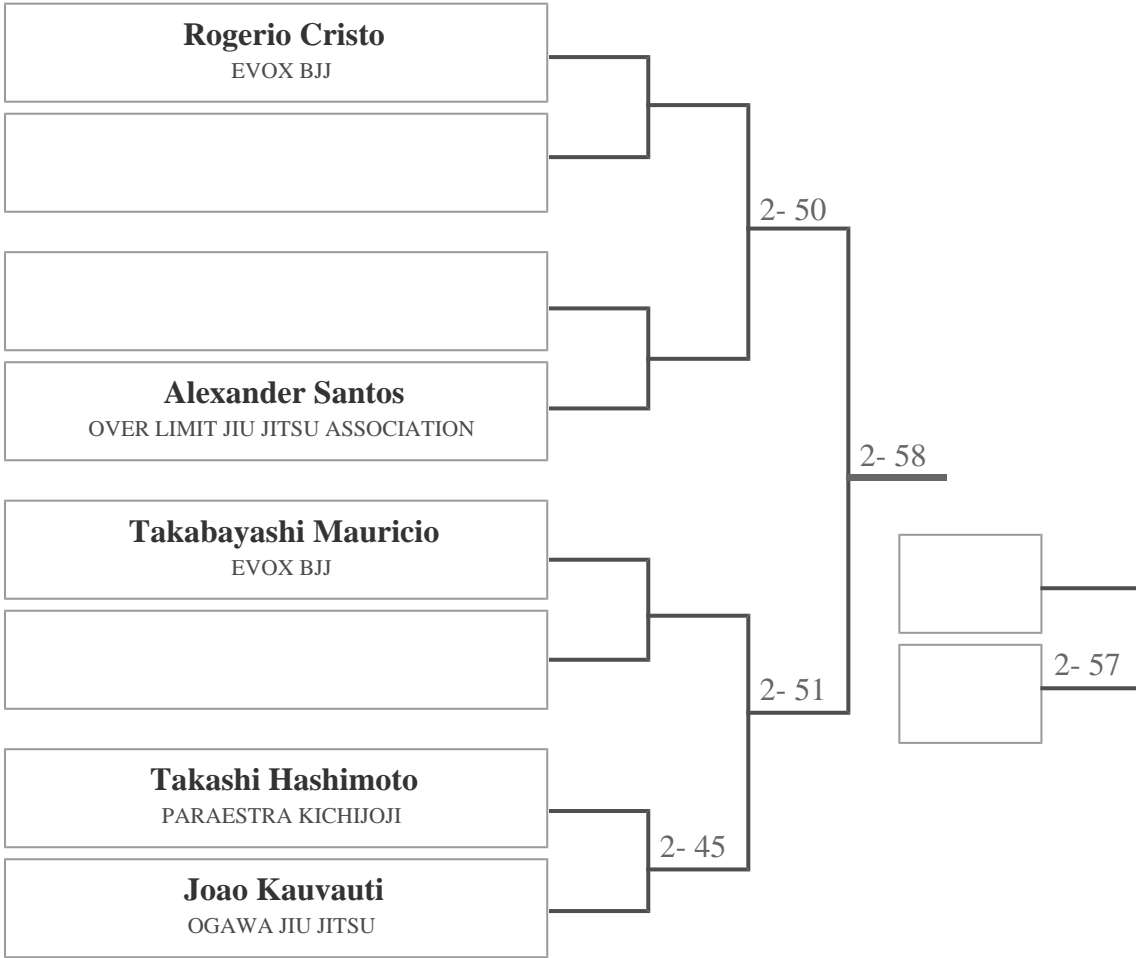 Rogerio Cristo
EVOX BJJ
2- 50
Alexander Santos
OVER LIMIT JIU JITSU ASSOCIATION
2- 58
Takabayashi Mauricio
EVOX BJJ
2- 57
2- 51
Takashi Hashimoto
PARAESTRA KICHIJOJI
2- 45
Joao Kauvauti
OGAWA JIU JITSU